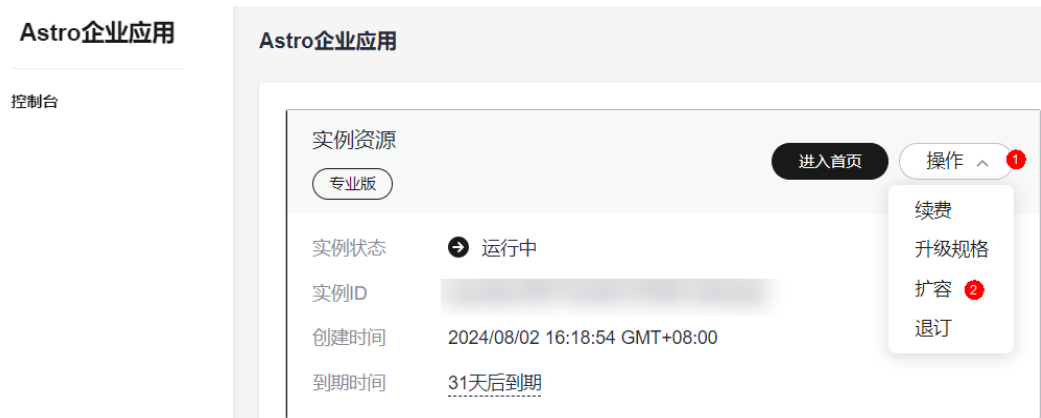 Astro企业应用
控制台
Astro企业应用
实例资源
专业版
进入首页
操作 1
续费
升级规格
扩容 2
退订
实例状态 运行中
实例ID
创建时间 2024/08/02 16:18:54 GMT+08:00
到期时间 31天后到期